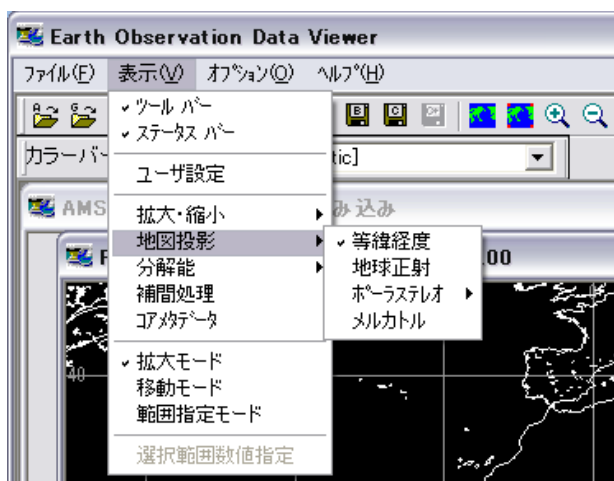 Earth Observation Data Viewer
ファイル(F) 表示(V) オプション(O) ヘルプ(H)
ツール バー
ステータス バー
カラーバー tic]
ユーザ設定
AMS み込み
拡大・縮小
地図投影 等緯経度
F .00
分解能 地球正射
補間処理 ポーラステレオ
コアメタデータ メルカトル
拡大モード
40
移動モード
範囲指定モード
選択範囲数値指定